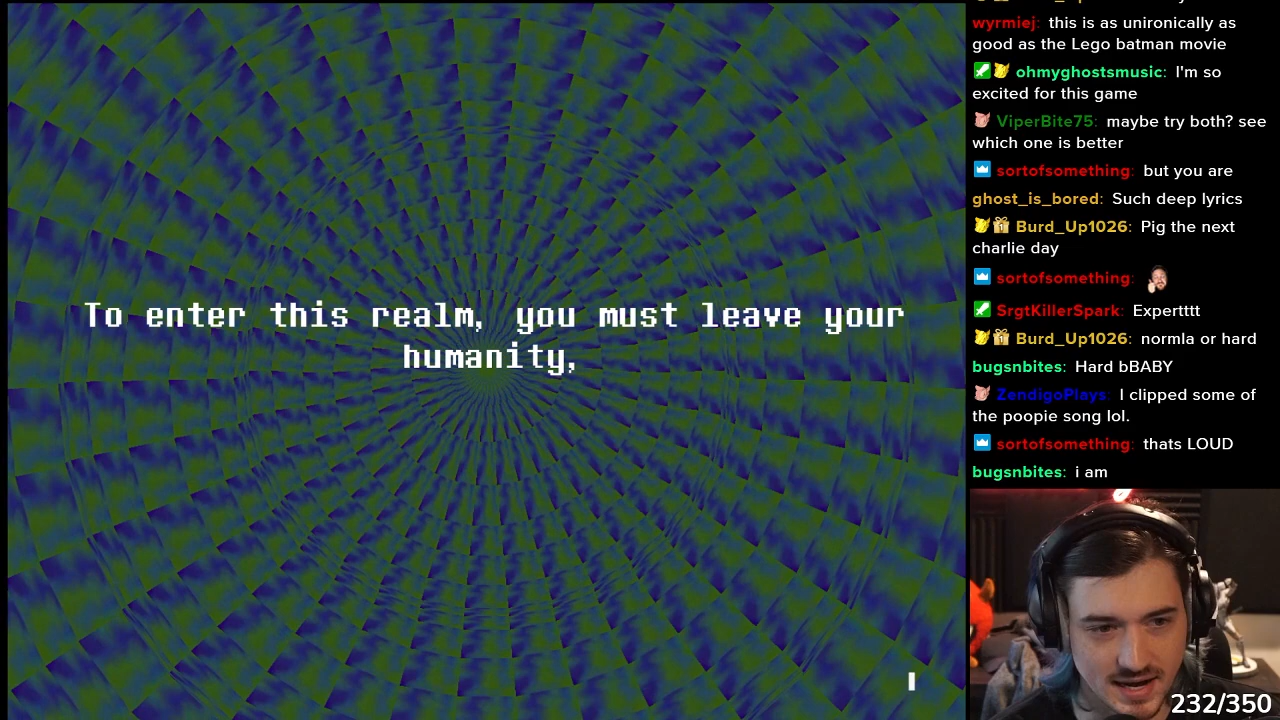 To enter this realm, you must leave your
humanity,
wyrmiej: this is as unironically as
good as the Lego batman movie
ohmyghostsmusic: I'm so
excited for this game
ViperBite75: maybe try both? see
which one is better
sortofsomething: but you are
ghost_is_bored: Such deep lyrics
Burd_Up1026: Pig the next
charlie day
sortofsomething:
SrgtKillerSpark: Expertttt
Burd_Up1026: normla or hard
bugsnbites: Hard bBABY
ZendigoPlays: I clipped some of
the poopie song lol.
sortofsomething: thats LOUD
bugsnbites: i am
232/350